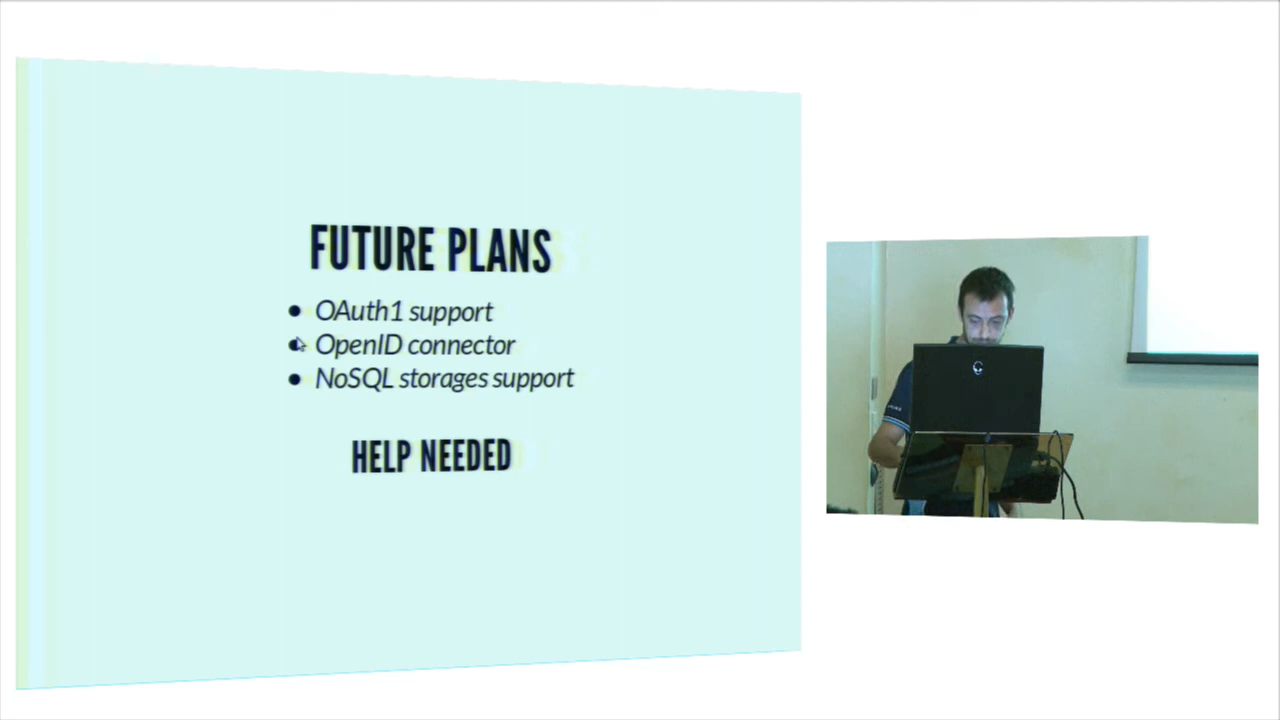 FUTURE PLANS
OAuth1 support
OpenID connector
NoSQL storages support
HELP NEEDED